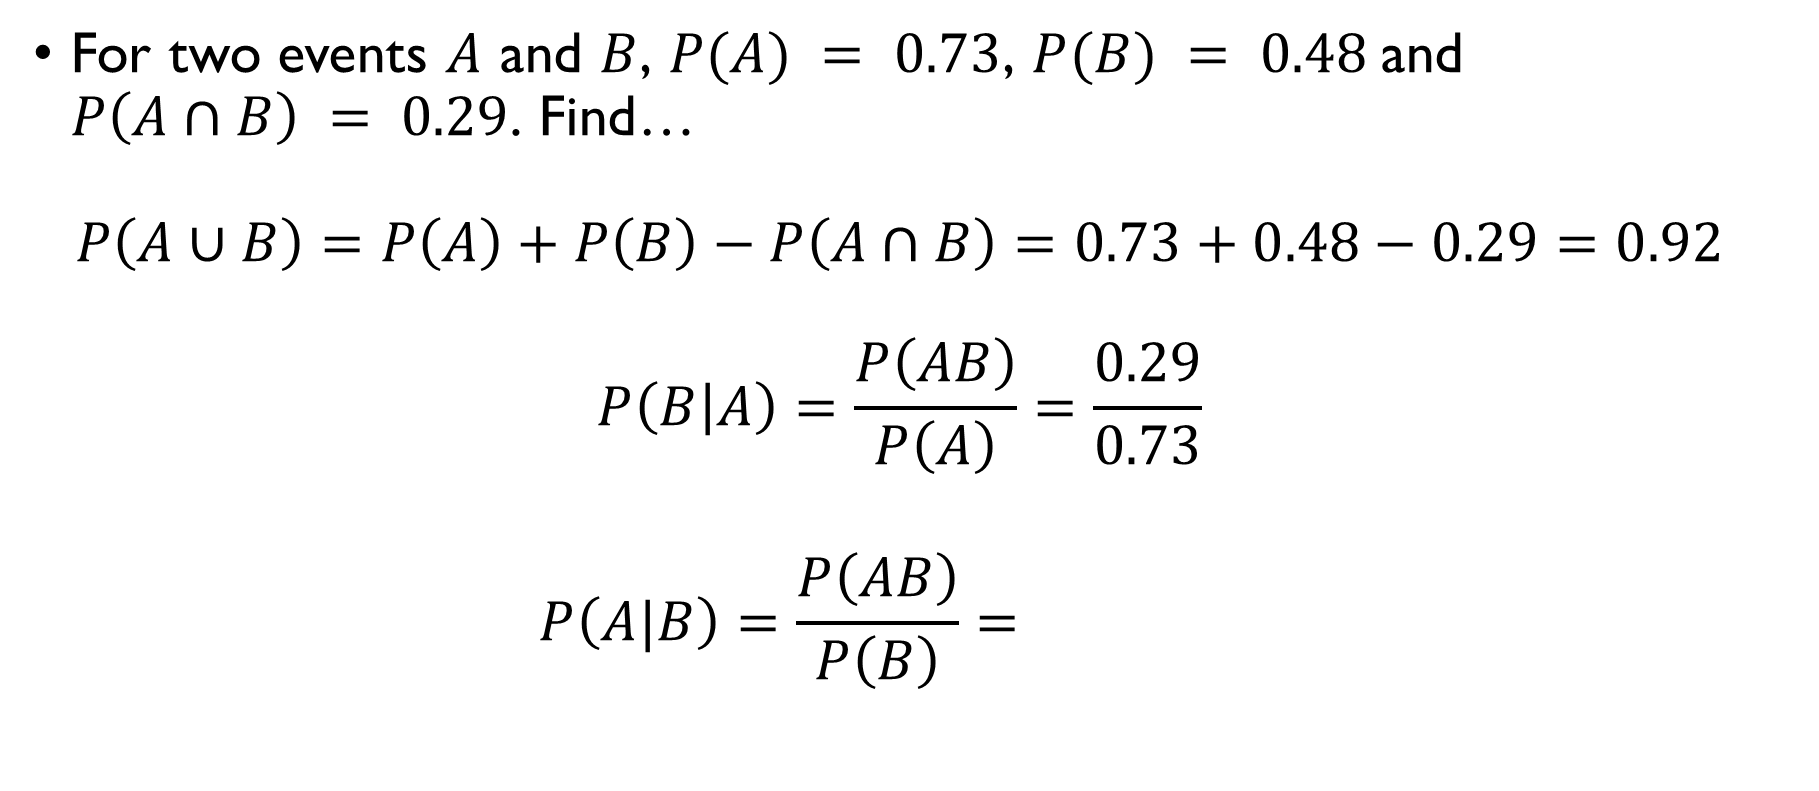 • For two events A and B, P(A) = 0.73, P(B) = 0.48 and
P(A ∩ B) = 0.29. Find…
P(A ∪ B) = P(A) + P(B) − P(A ∩ B) = 0.73 + 0.48 − 0.29 = 0.92
P(B|A) = P(AB)/P(A) = 0.29/0.73
P(A|B) = P(AB)/P(B) =